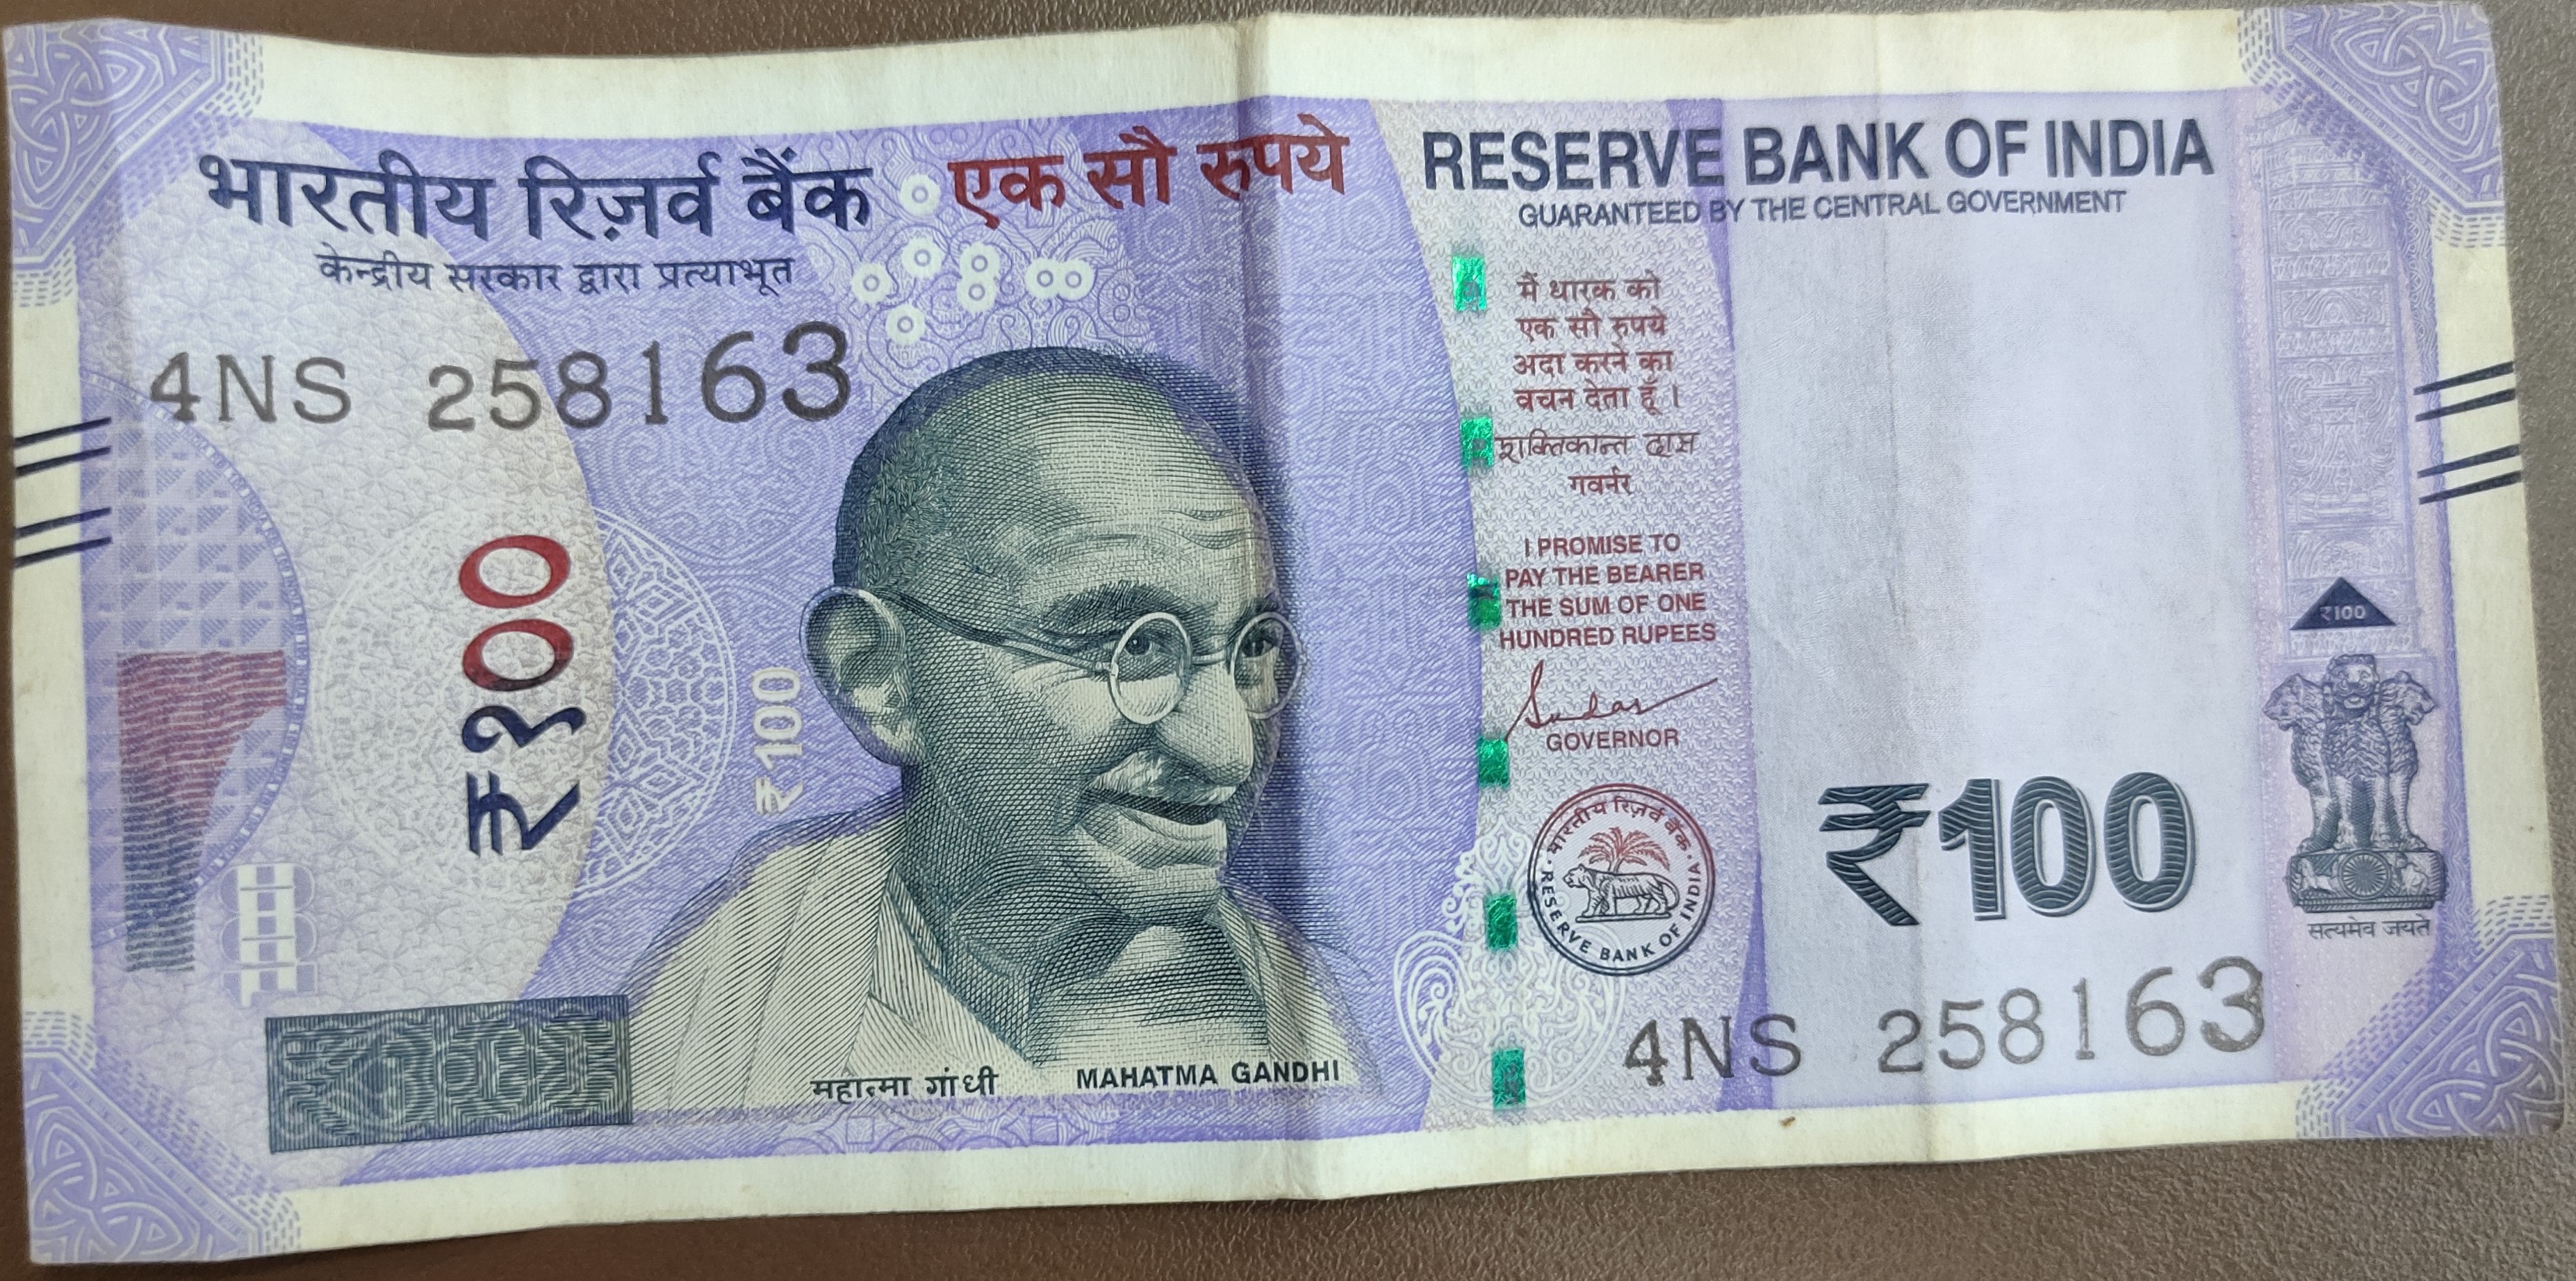 भारतीय रिज़र्व बैंक
केन्द्रीय सरकार द्वारा प्रत्याभूत
एक सौ रुपये
RESERVE BANK OF INDIA
GUARANTEED BY THE CENTRAL GOVERNMENT
4NS 258163
₹१००
₹100
मैं धारक को
एक सौ रुपये
अदा करने का
वचन देता हूँ।
शक्तिकान्त दास
गवर्नर
I PROMISE TO
PAY THE BEARER
THE SUM OF ONE
HUNDRED RUPEES
GOVERNOR
भारतीय रिज़र्व बैंक
RESERVE BANK OF INDIA
₹100
₹100
सत्यमेव जयते
4NS 258163
महात्मा गांधी
MAHATMA GANDHI